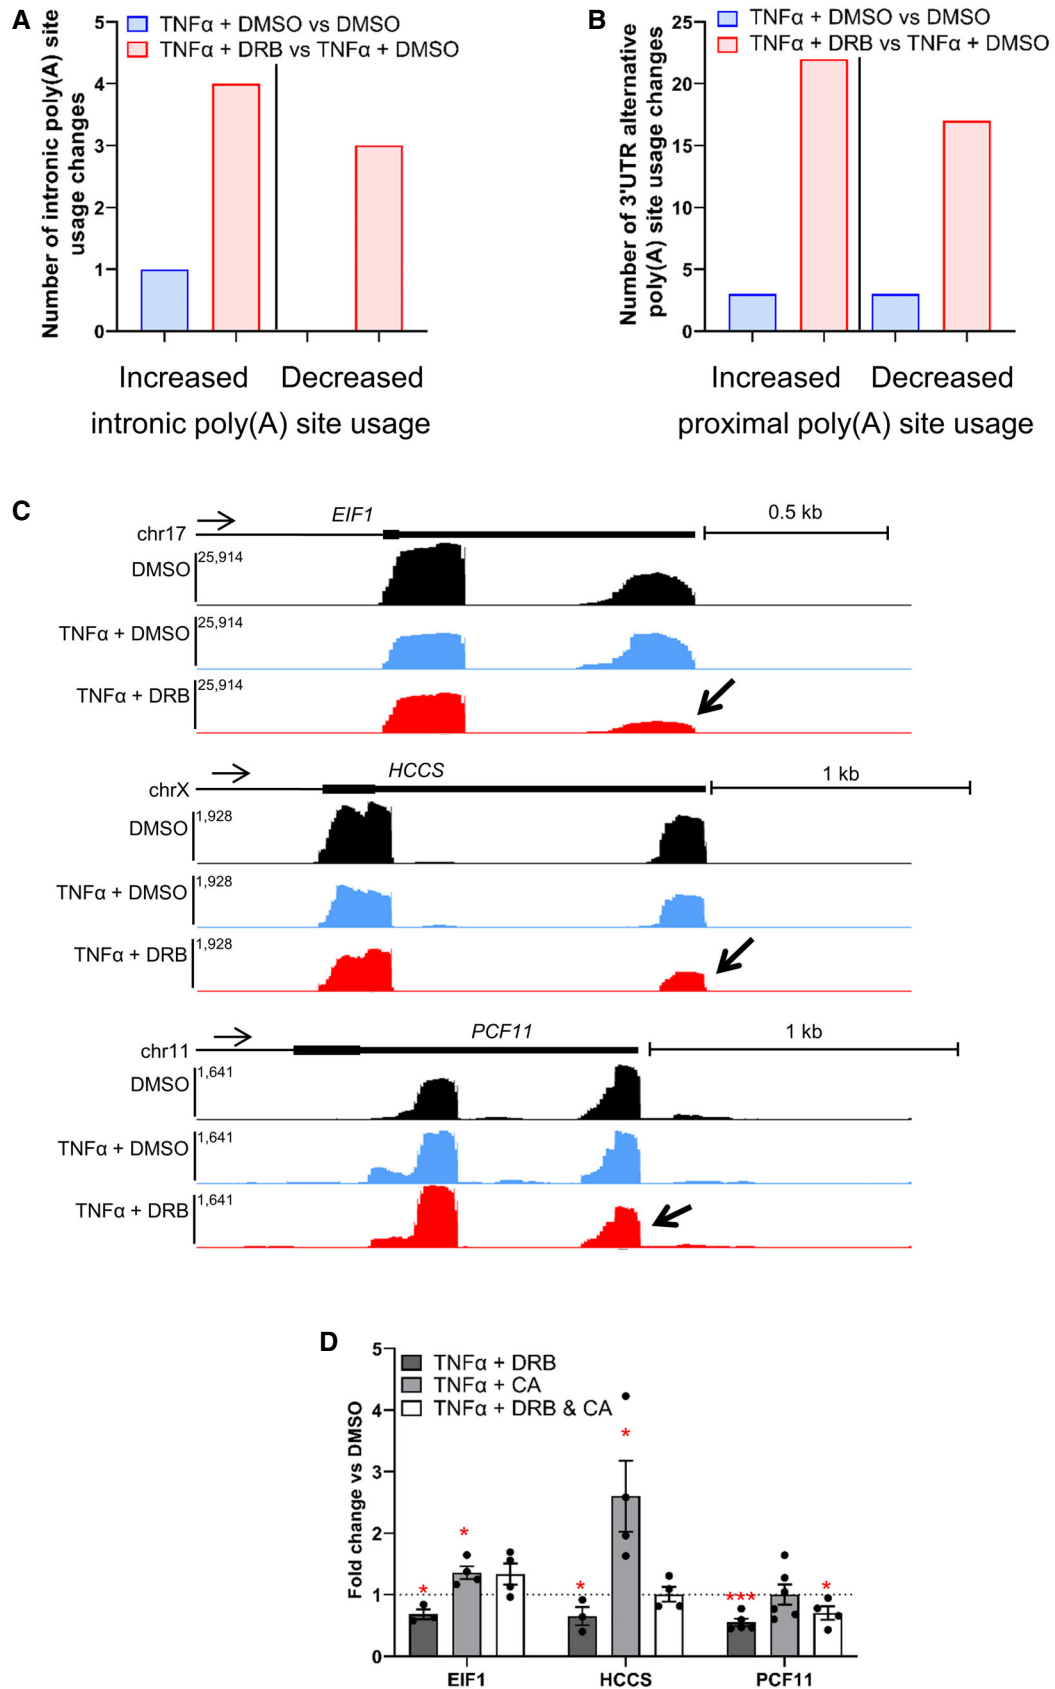 A
Number of intronic poly(A) site
usage changes
5
4
3
2
1
0
TNFα + DMSO vs DMSO
TNFα + DRB vs TNFα + DMSO
Increased Decreased
intronic poly(A) site usage
B
Number of 3'UTR alternative
poly(A) site usage changes
25
20
15
10
5
0
TNFα + DMSO vs DMSO
TNFα + DRB vs TNFα + DMSO
Increased Decreased
proximal poly(A) site usage
C
EIF1
0.5 kb
chr17
DMSO 25,914
TNFα + DMSO 25,914
TNFα + DRB 25,914
HCCS
1 kb
chrX
DMSO 1,928
TNFα + DMSO 1,928
TNFα + DRB 1,928
PCF11
1 kb
chr11
DMSO 1,641
TNFα + DMSO 1,641
TNFα + DRB 1,641
D
Fold change vs DMSO
5
4
3
2
1
0
TNFα + DRB
TNFα + CA
TNFα + DRB & CA
*
*
*
*
***
*
EIF1 HCCS PCF11